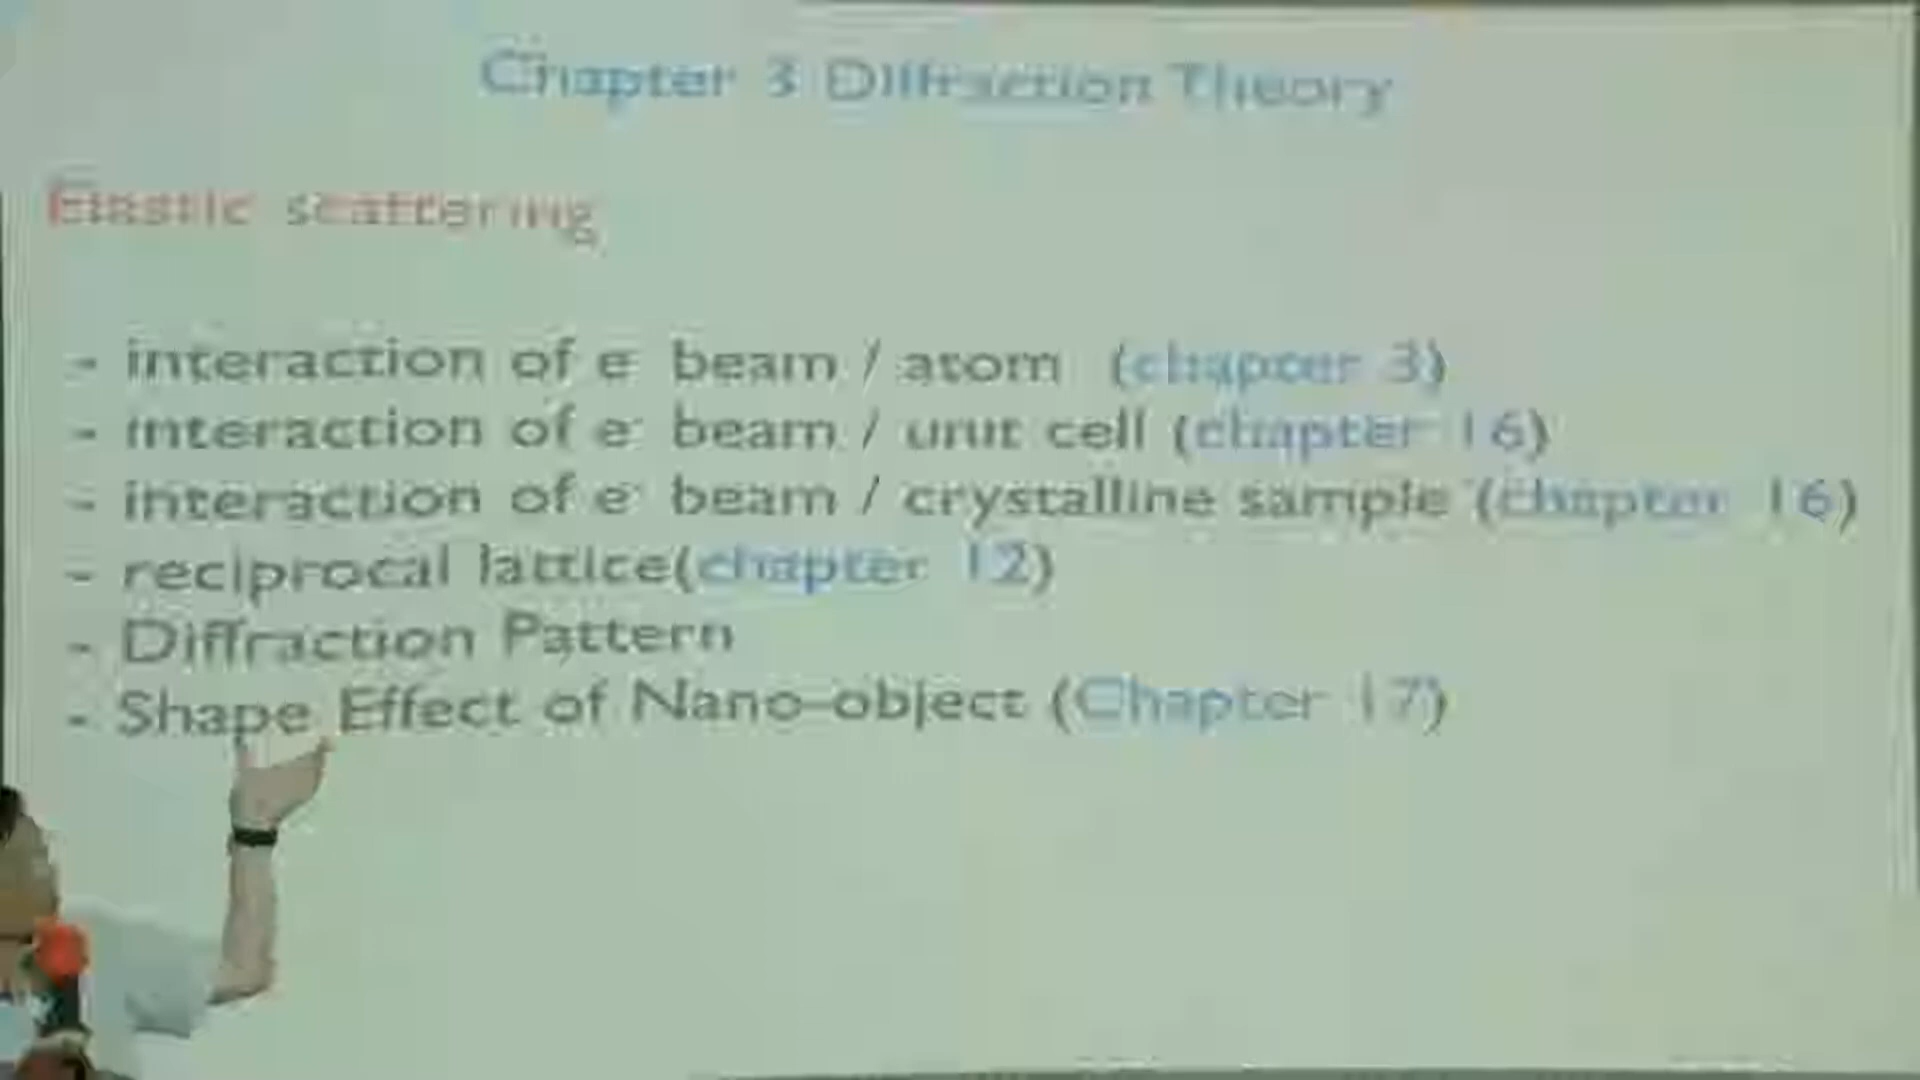 Chapter 3 Diffraction Theory
Elastic scattering
- interaction of e⁻ beam / atom (chapter 3)
- interaction of e⁻ beam / unit cell (chapter 16)
- interaction of e⁻ beam / crystalline sample (chapter 16)
- reciprocal lattice(chapter 12)
- Diffraction Pattern
- Shape Effect of Nano-object (Chapter 17)